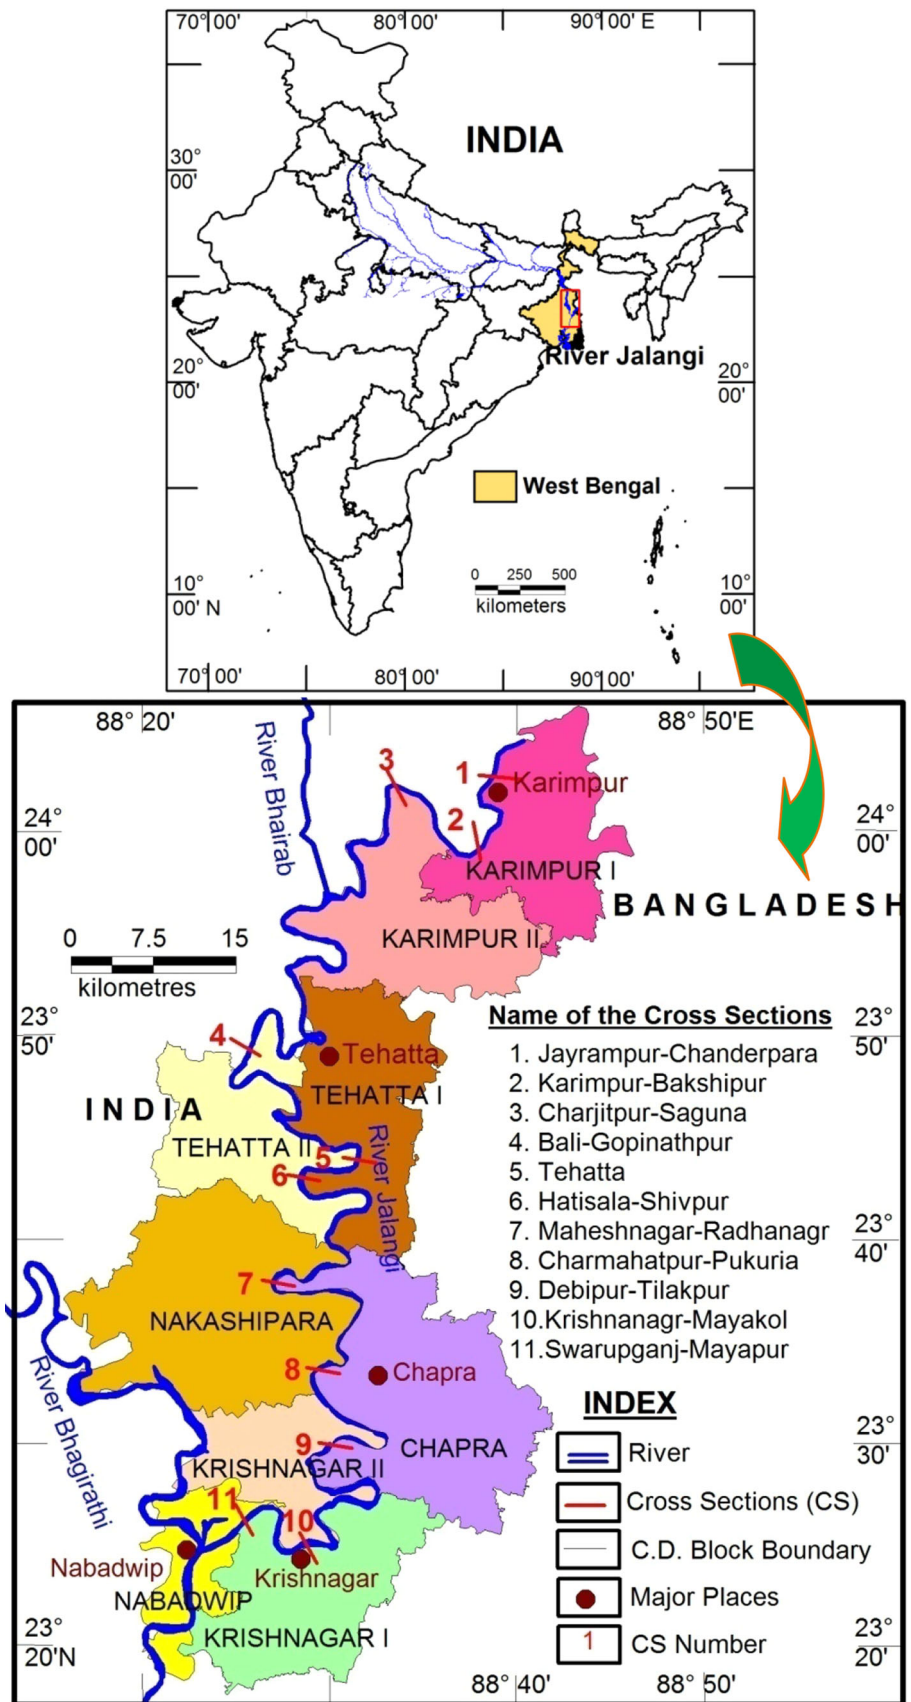 70°00' 80°00' 90°00' E
INDIA
30°
00'
River Jalangi
20° 20°
00' 00'
West Bengal
0 250 500
kilometers
10° 10°
00' N 00'
70°00' 80°00' 90°00'
88° 20' 88° 50'E
River Bhairab
3
1
Karimpur
2
24° 24°
00' 00'
KARIMPUR I
BANGLADESH
KARIMPUR II
0 7.5 15
kilometres
23° 23°
50' 50'
Name of the Cross Sections
1. Jayrampur-Chanderpara
2. Karimpur-Bakshipur
3. Charjitpur-Saguna
4. Bali-Gopinathpur
5. Tehatta
6. Hatisala-Shivpur
7. Maheshnagar-Radhanagr
8. Charmahatpur-Pukuria
9. Debipur-Tilakpur
10.Krishnanagr-Mayakol
11.Swarupganj-Mayapur
4
Tehatta
INDIA
TEHATTA I
TEHATTA II
5
6
River Jalangi
23°
40'
7
NAKASHIPARA
8
Chapra
River Bhagirathi
INDEX
River
Cross Sections (CS)
C.D. Block Boundary
Major Places
1 CS Number
23°
30'
9
CHAPRA
KRISHNAGAR II
11
10
Nabadwip
Krishnagar
NABADWIP
KRISHNAGAR I
23° 23°
20'N 20'
88° 40' 88° 50'